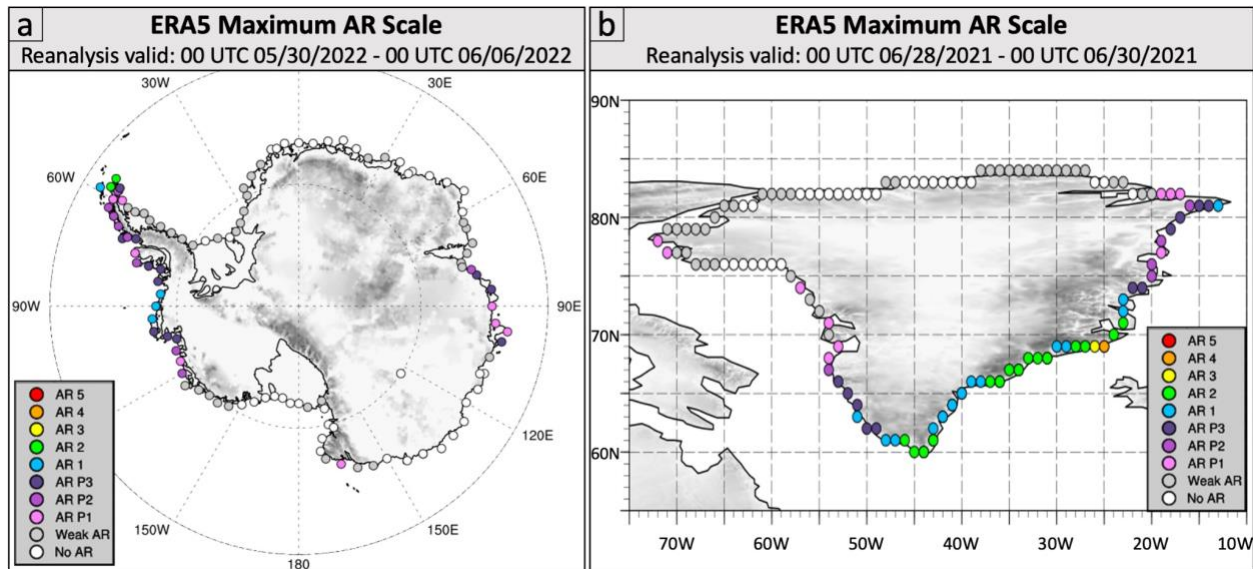 a
ERA5 Maximum AR Scale
Reanalysis valid: 00 UTC 05/30/2022 - 00 UTC 06/06/2022
30W
30E
60W
60E
90W
90E
120E
150W
150E
180
AR 5
AR 4
AR 3
AR 2
AR 1
AR P3
AR P2
AR P1
Weak AR
No AR
b
ERA5 Maximum AR Scale
Reanalysis valid: 00 UTC 06/28/2021 - 00 UTC 06/30/2021
90N
80N
70N
60N
70W 60W 50W 40W 30W 20W 10W
AR 5
AR 4
AR 3
AR 2
AR 1
AR P3
AR P2
AR P1
Weak AR
No AR